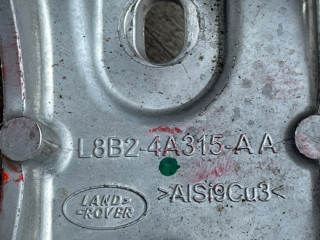 L8B2-4A315-AA
LAND-
-ROVER
>AlSi9Cu3<